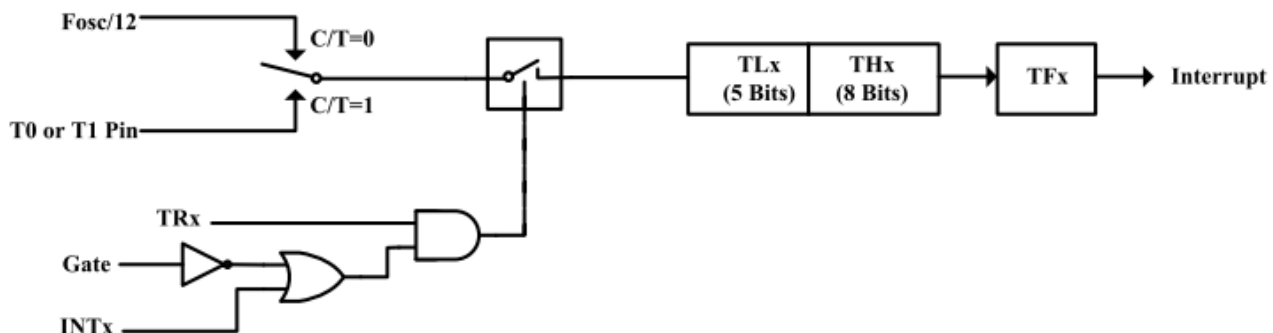 Fosc/12
C/T=0
C/T=1
T0 or T1 Pin
TLx
(5 Bits)
THx
(8 Bits)
TFx
Interrupt
TRx
Gate
INTx